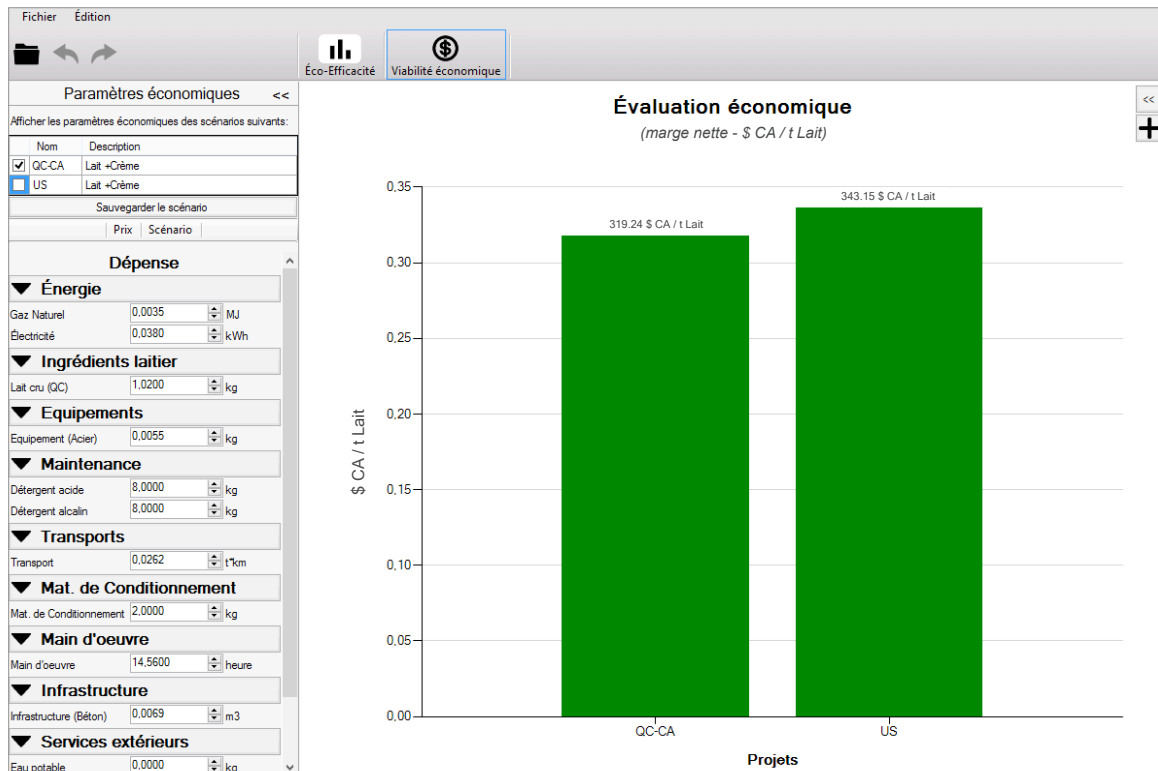 Fichier Édition
Éco-Efficacité Viabilité économique
Paramètres économiques <<
Afficher les paramètres économiques des scénarios suivants:
Nom Description
QC-CA Lait +Crème
US Lait +Crème
Sauvegarder le scénario
Prix Scénario
Dépense
Énergie
Gaz Naturel 0,0035 MJ
Électricité 0,0380 kWh
Ingrédients laitier
Lait cru (QC) 1,0200 kg
Equipements
Equipement (Acier) 0,0055 kg
Maintenance
Détergent acide 8,0000 kg
Détergent alcalin 8,0000 kg
Transports
Transport 0,0262 t*km
Mat. de Conditionnement
Mat. de Conditionnement 2,0000 kg
Main d'oeuvre
Main d'oeuvre 14,5600 heure
Infrastructure
Infrastructure (Béton) 0,0069 m3
Services extérieurs
Eau potable 0,0000 kg
Évaluation économique
(marge nette - $ CA / t Lait)
<<
$ CA / t Lait
0,35
0,30
0,25
0,20
0,15
0,10
0,05
0,00
319.24 $ CA / t Lait
343.15 $ CA / t Lait
QC-CA US
Projets